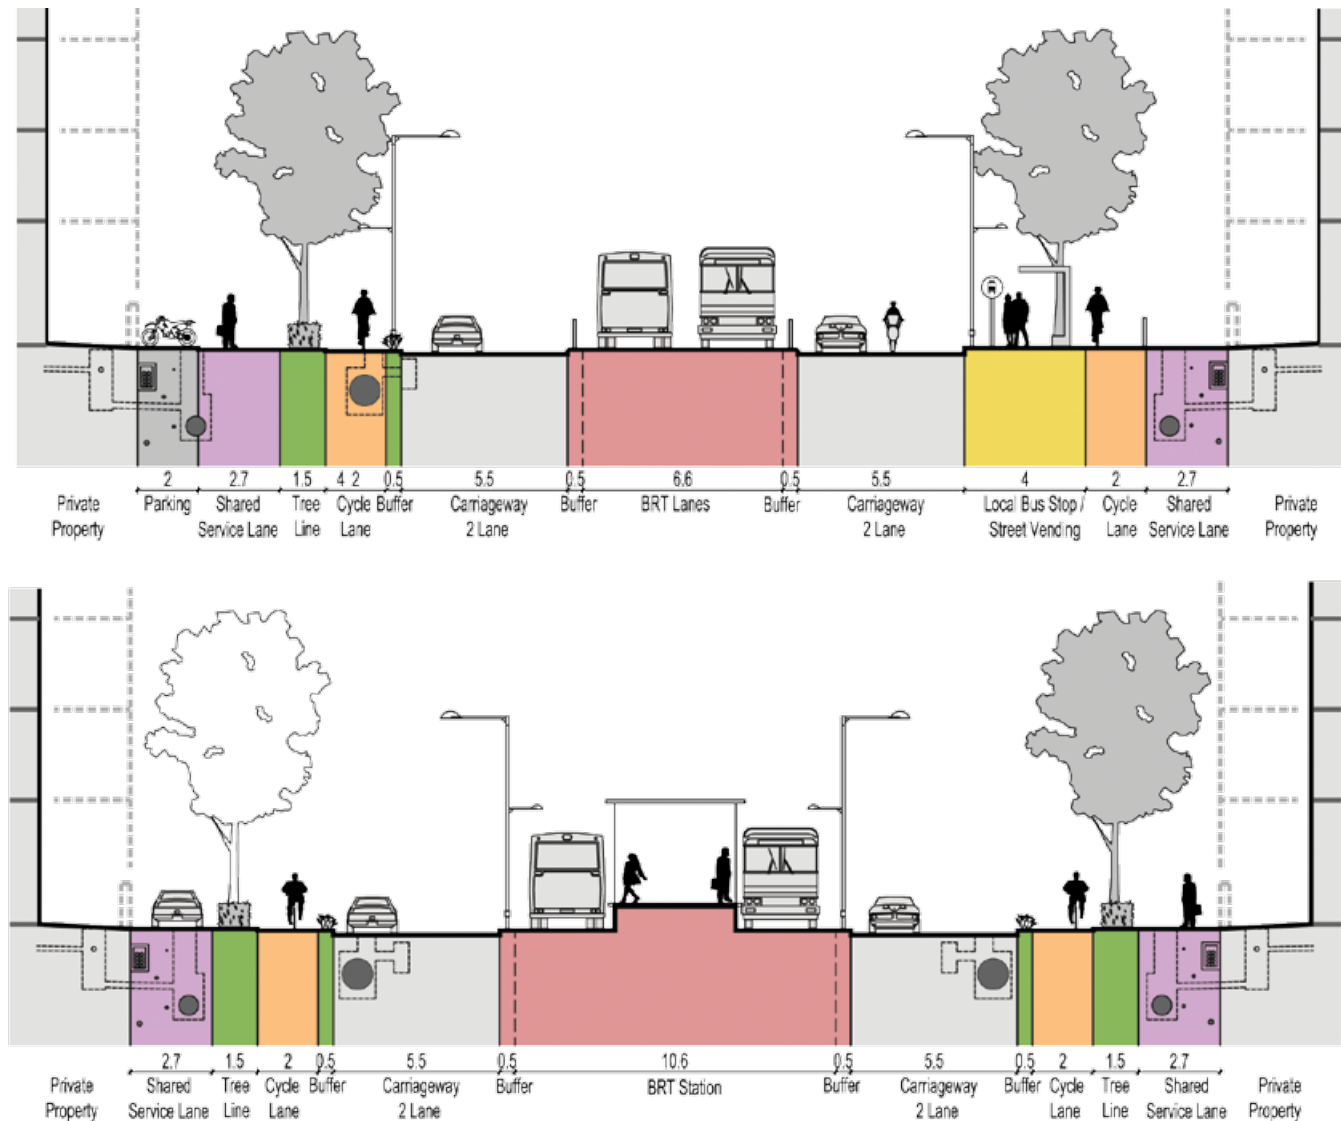 2 2.7 1.5 4 2 0.5 5.5 0.5 6.6 0.5 5.5 4 2 2.7
Private Parking Shared Tree Cycle Buffer Carriageway Buffer BRT Lanes Buffer Carriageway Local Bus Stop / Cycle Shared Private
Property Service Lane Line Lane 2 Lane 2 Lane Street Vending Lane Service Lane Property
2.7 1.5 2 0.5 5.5 0.5 10.6 0.5 5.5 0.5 2 1.5 2.7
Private Shared Tree Cycle Buffer Carriageway Buffer BRT Station Buffer Carriageway Buffer Cycle Tree Shared Private
Property Service Lane Line Lane 2 Lane 2 Lane Lane Line Service Lane Property